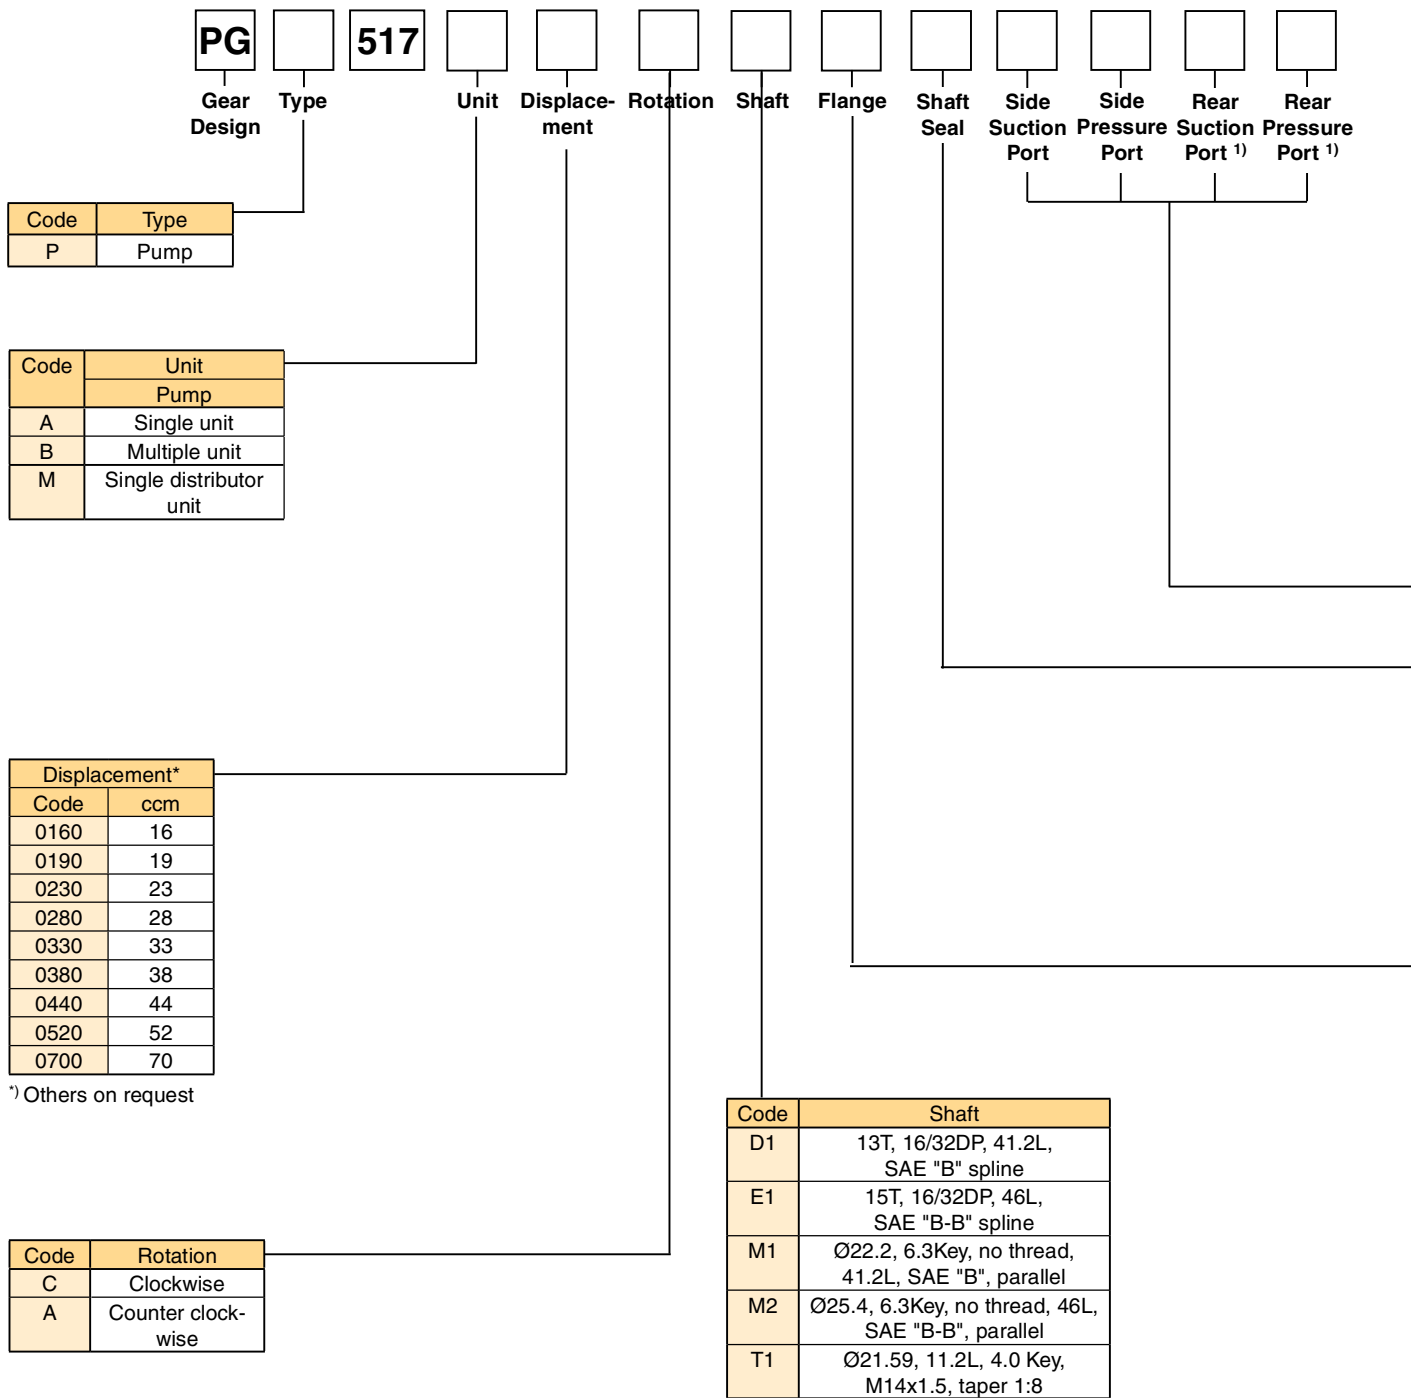 PG 517
Gear Design
Type
Unit
Displace-
ment
Rotation
Shaft
Flange
Shaft
Seal
Side
Suction
Port
Side
Pressure
Port
Rear
Suction
Port 1)
Rear
Pressure
Port 1)
Code Type
P Pump
Code Unit
Pump
A Single unit
B Multiple unit
M Single distributor
unit
Displacement*
Code ccm
0160 16
0190 19
0230 23
0280 28
0330 33
0380 38
0440 44
0520 52
0700 70
*) Others on request
Code Rotation
C Clockwise
A Counter clock-
wise
Code Shaft
D1 13T, 16/32DP, 41.2L,
SAE "B" spline
E1 15T, 16/32DP, 46L,
SAE "B-B" spline
M1 Ø22.2, 6.3Key, no thread,
41.2L, SAE "B", parallel
M2 Ø25.4, 6.3Key, no thread, 46L,
SAE "B-B", parallel
T1 Ø21.59, 11.2L, 4.0 Key,
M14x1.5, taper 1:8